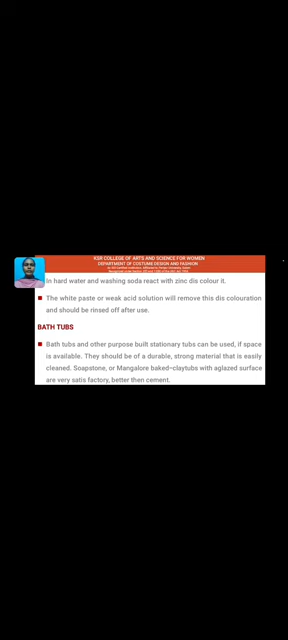 KSR COLLEGE OF ARTS AND SCIENCE FOR WOMEN
DEPARTMENT OF COSTUME DESIGN AND FASHION
In hard water and washing soda react with zinc dis colour it.
The white paste or weak acid solution will remove this dis colouration
and should be rinsed off after use.
BATH TUBS
Bath tubs and other purpose built stationary tubs can be used, if space
is available. They should be of a durable, strong material that is easily
cleaned. Soapstone, or Mangalore baked-claytubs with aglazed surface
are very satis factory, better then cement.